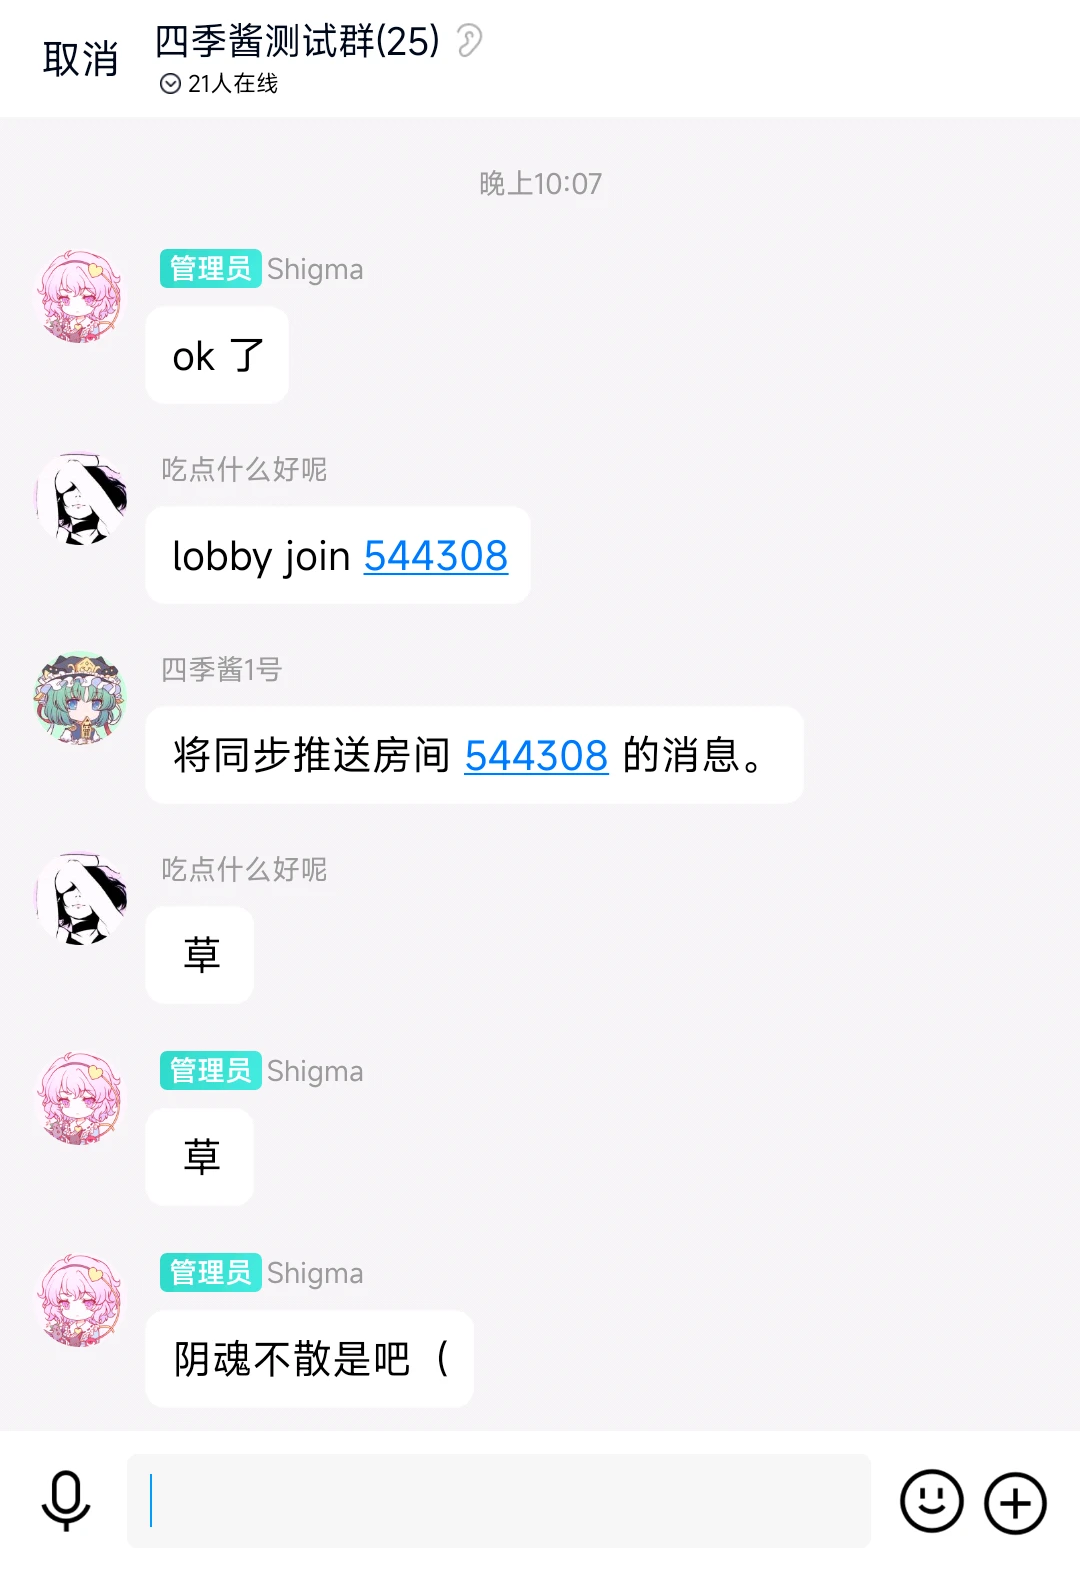 取消
四季酱测试群(25)
21人在线
晚上10:07
管理员 Shigma
ok 了
吃点什么好呢
lobby join 544308
四季酱1号
将同步推送房间 544308 的消息。
吃点什么好呢
草
管理员 Shigma
草
管理员 Shigma
阴魂不散是吧（